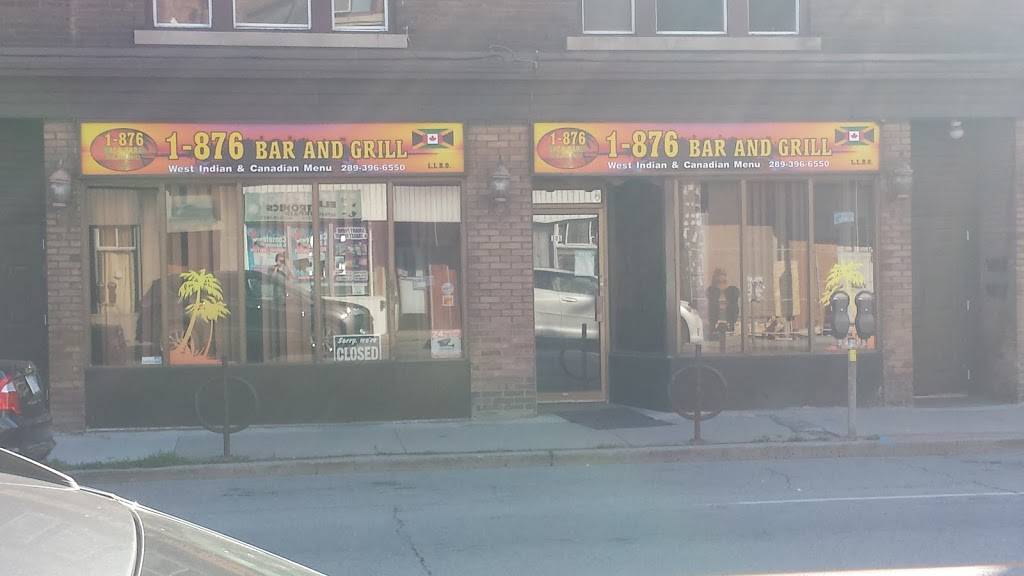 1-876
1-876 BAR AND GRILL
West Indian & Canadian Menu 289-396-6550
L.L.B.O.
1-876
1-876 BAR AND GRILL
West Indian & Canadian Menu 289-396-6550
L.L.B.O.
Sorry, we're
CLOSED